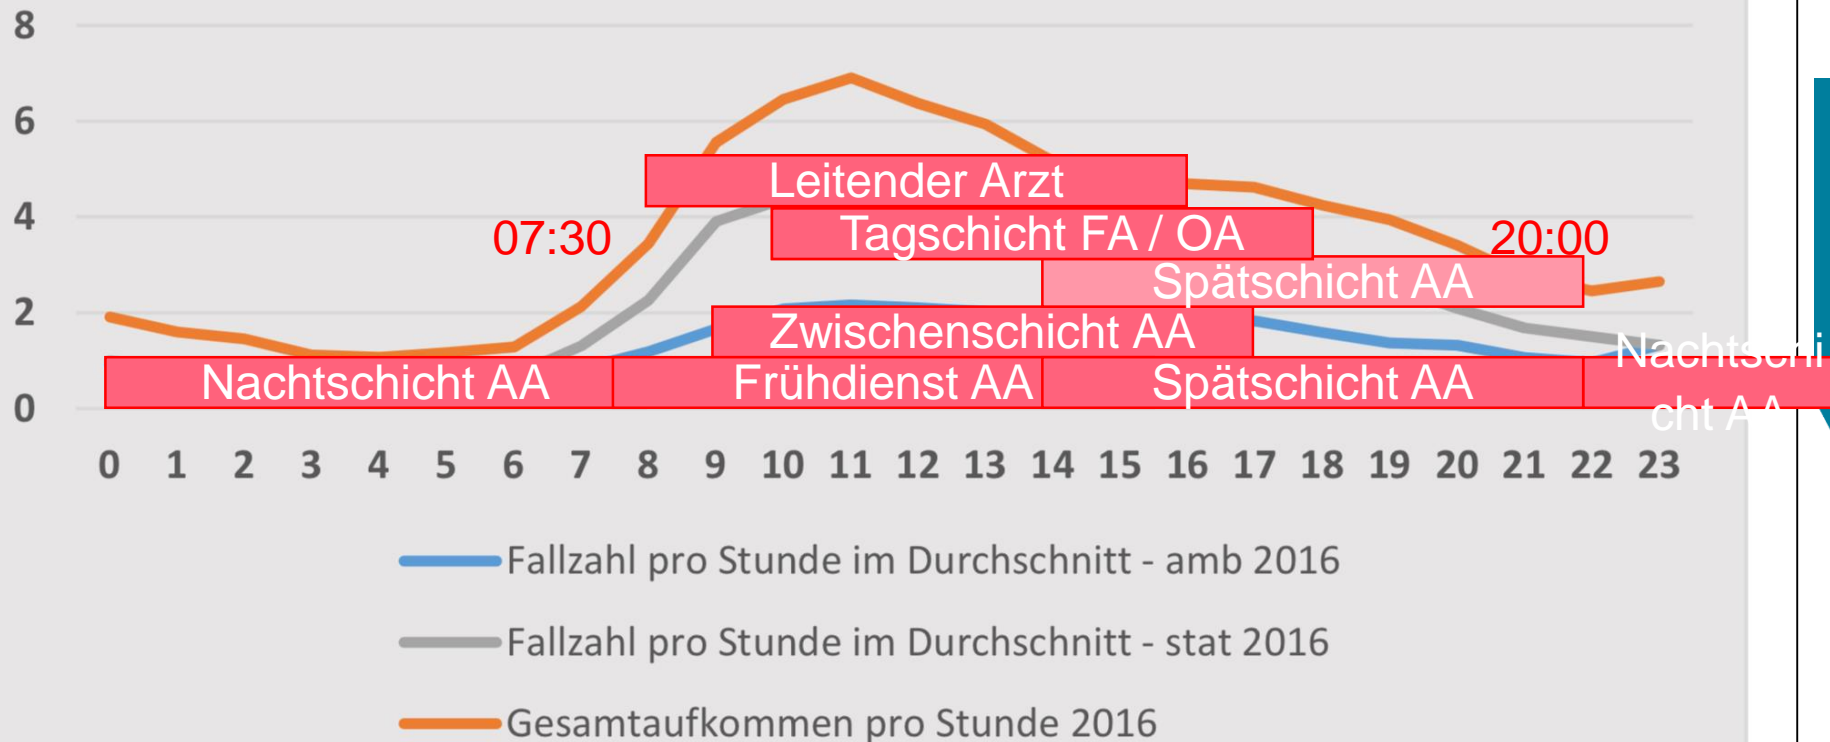 8
6
Leitender Arzt
4
07:30
Tagschicht FA / OA
20:00
Spätschicht AA
2
Zwischenschicht AA
Nachtschicht AA
Frühdienst AA
Spätschicht AA
Nachtschi
cht AA
0
0 1 2 3 4 5 6 7 8 9 10 11 12 13 14 15 16 17 18 19 20 21 22 23
Fallzahl pro Stunde im Durchschnitt - amb 2016
Fallzahl pro Stunde im Durchschnitt - stat 2016
Gesamtaufkommen pro Stunde 2016